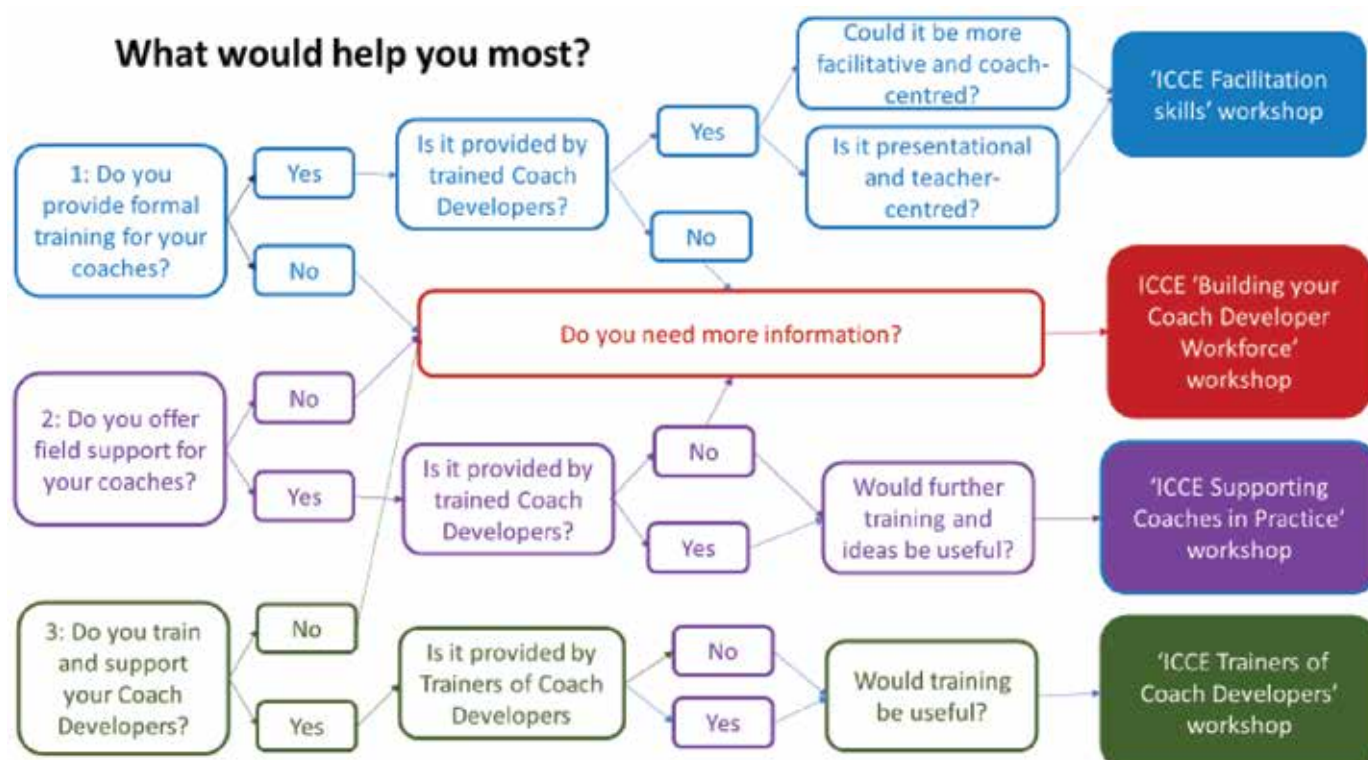 What would help you most?
1: Do you
provide formal
training for your
coaches?
Yes
No
Is it provided by
trained Coach
Developers?
Yes
No
Could it be more
facilitative and coach-
centred?
Is it presentational
and teacher-
centred?
'ICCE Facilitation
skills' workshop
Do you need more information?
ICCE 'Building your
Coach Developer
Workforce'
workshop
2: Do you offer
field support for
your coaches?
No
Yes
Is it provided by
trained Coach
Developers?
No
Yes
Would further
training and
ideas be useful?
'ICCE Supporting
Coaches in Practice'
workshop
3: Do you train
and support
your Coach
Developers?
No
Yes
Is it provided by
Trainers of Coach
Developers
No
Yes
Would training
be useful?
'ICCE Trainers of
Coach Developers'
workshop